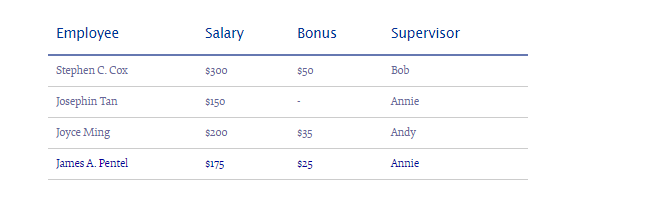 Employee Salary Bonus Supervisor
Stephen C. Cox $300 $50 Bob
Josephin Tan $150 - Annie
Joyce Ming $200 $35 Andy
James A. Pentel $175 $25 Annie